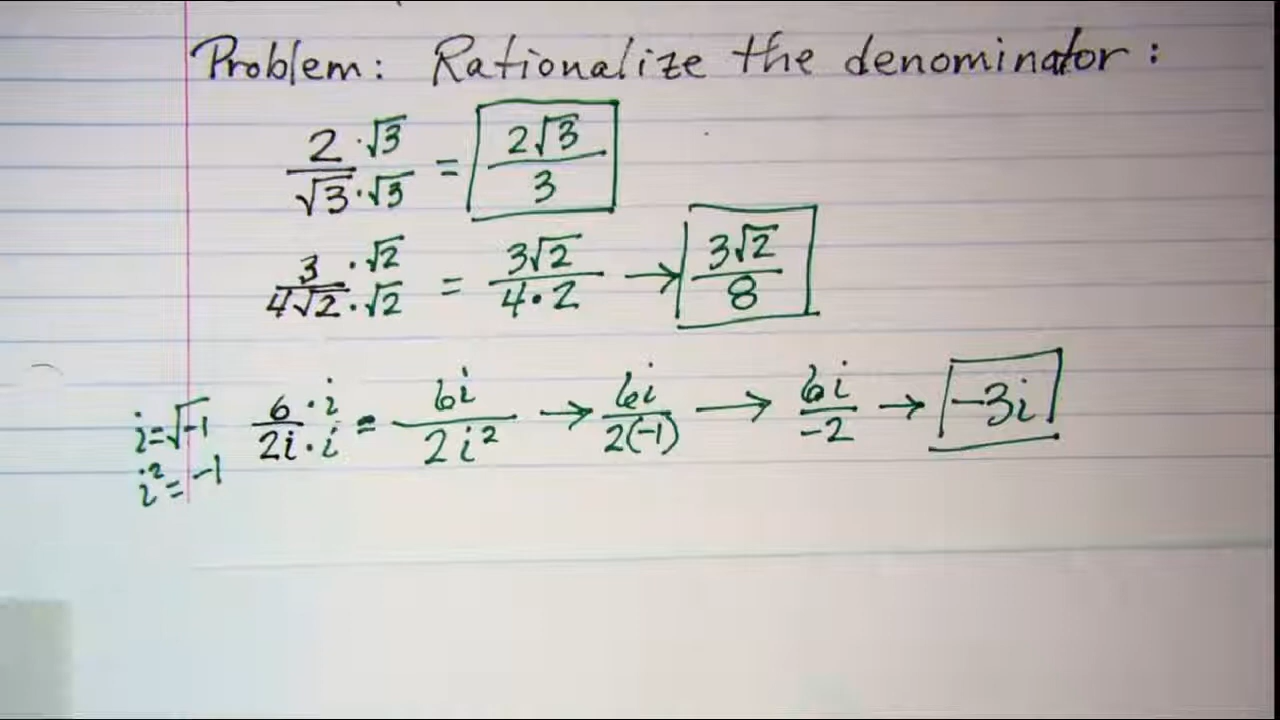 Problem: Rationalize the denominator:
2 · √3 / √3 · √3 = 2√3 / 3
3 · √2 / 4√2 · √2 = 3√2 / 4 · 2 → 3√2 / 8
i = √-1 6 · i / 2i · i = 6i / 2i² → 6i / 2(-1) → 6i / -2 → -3i
i² = -1